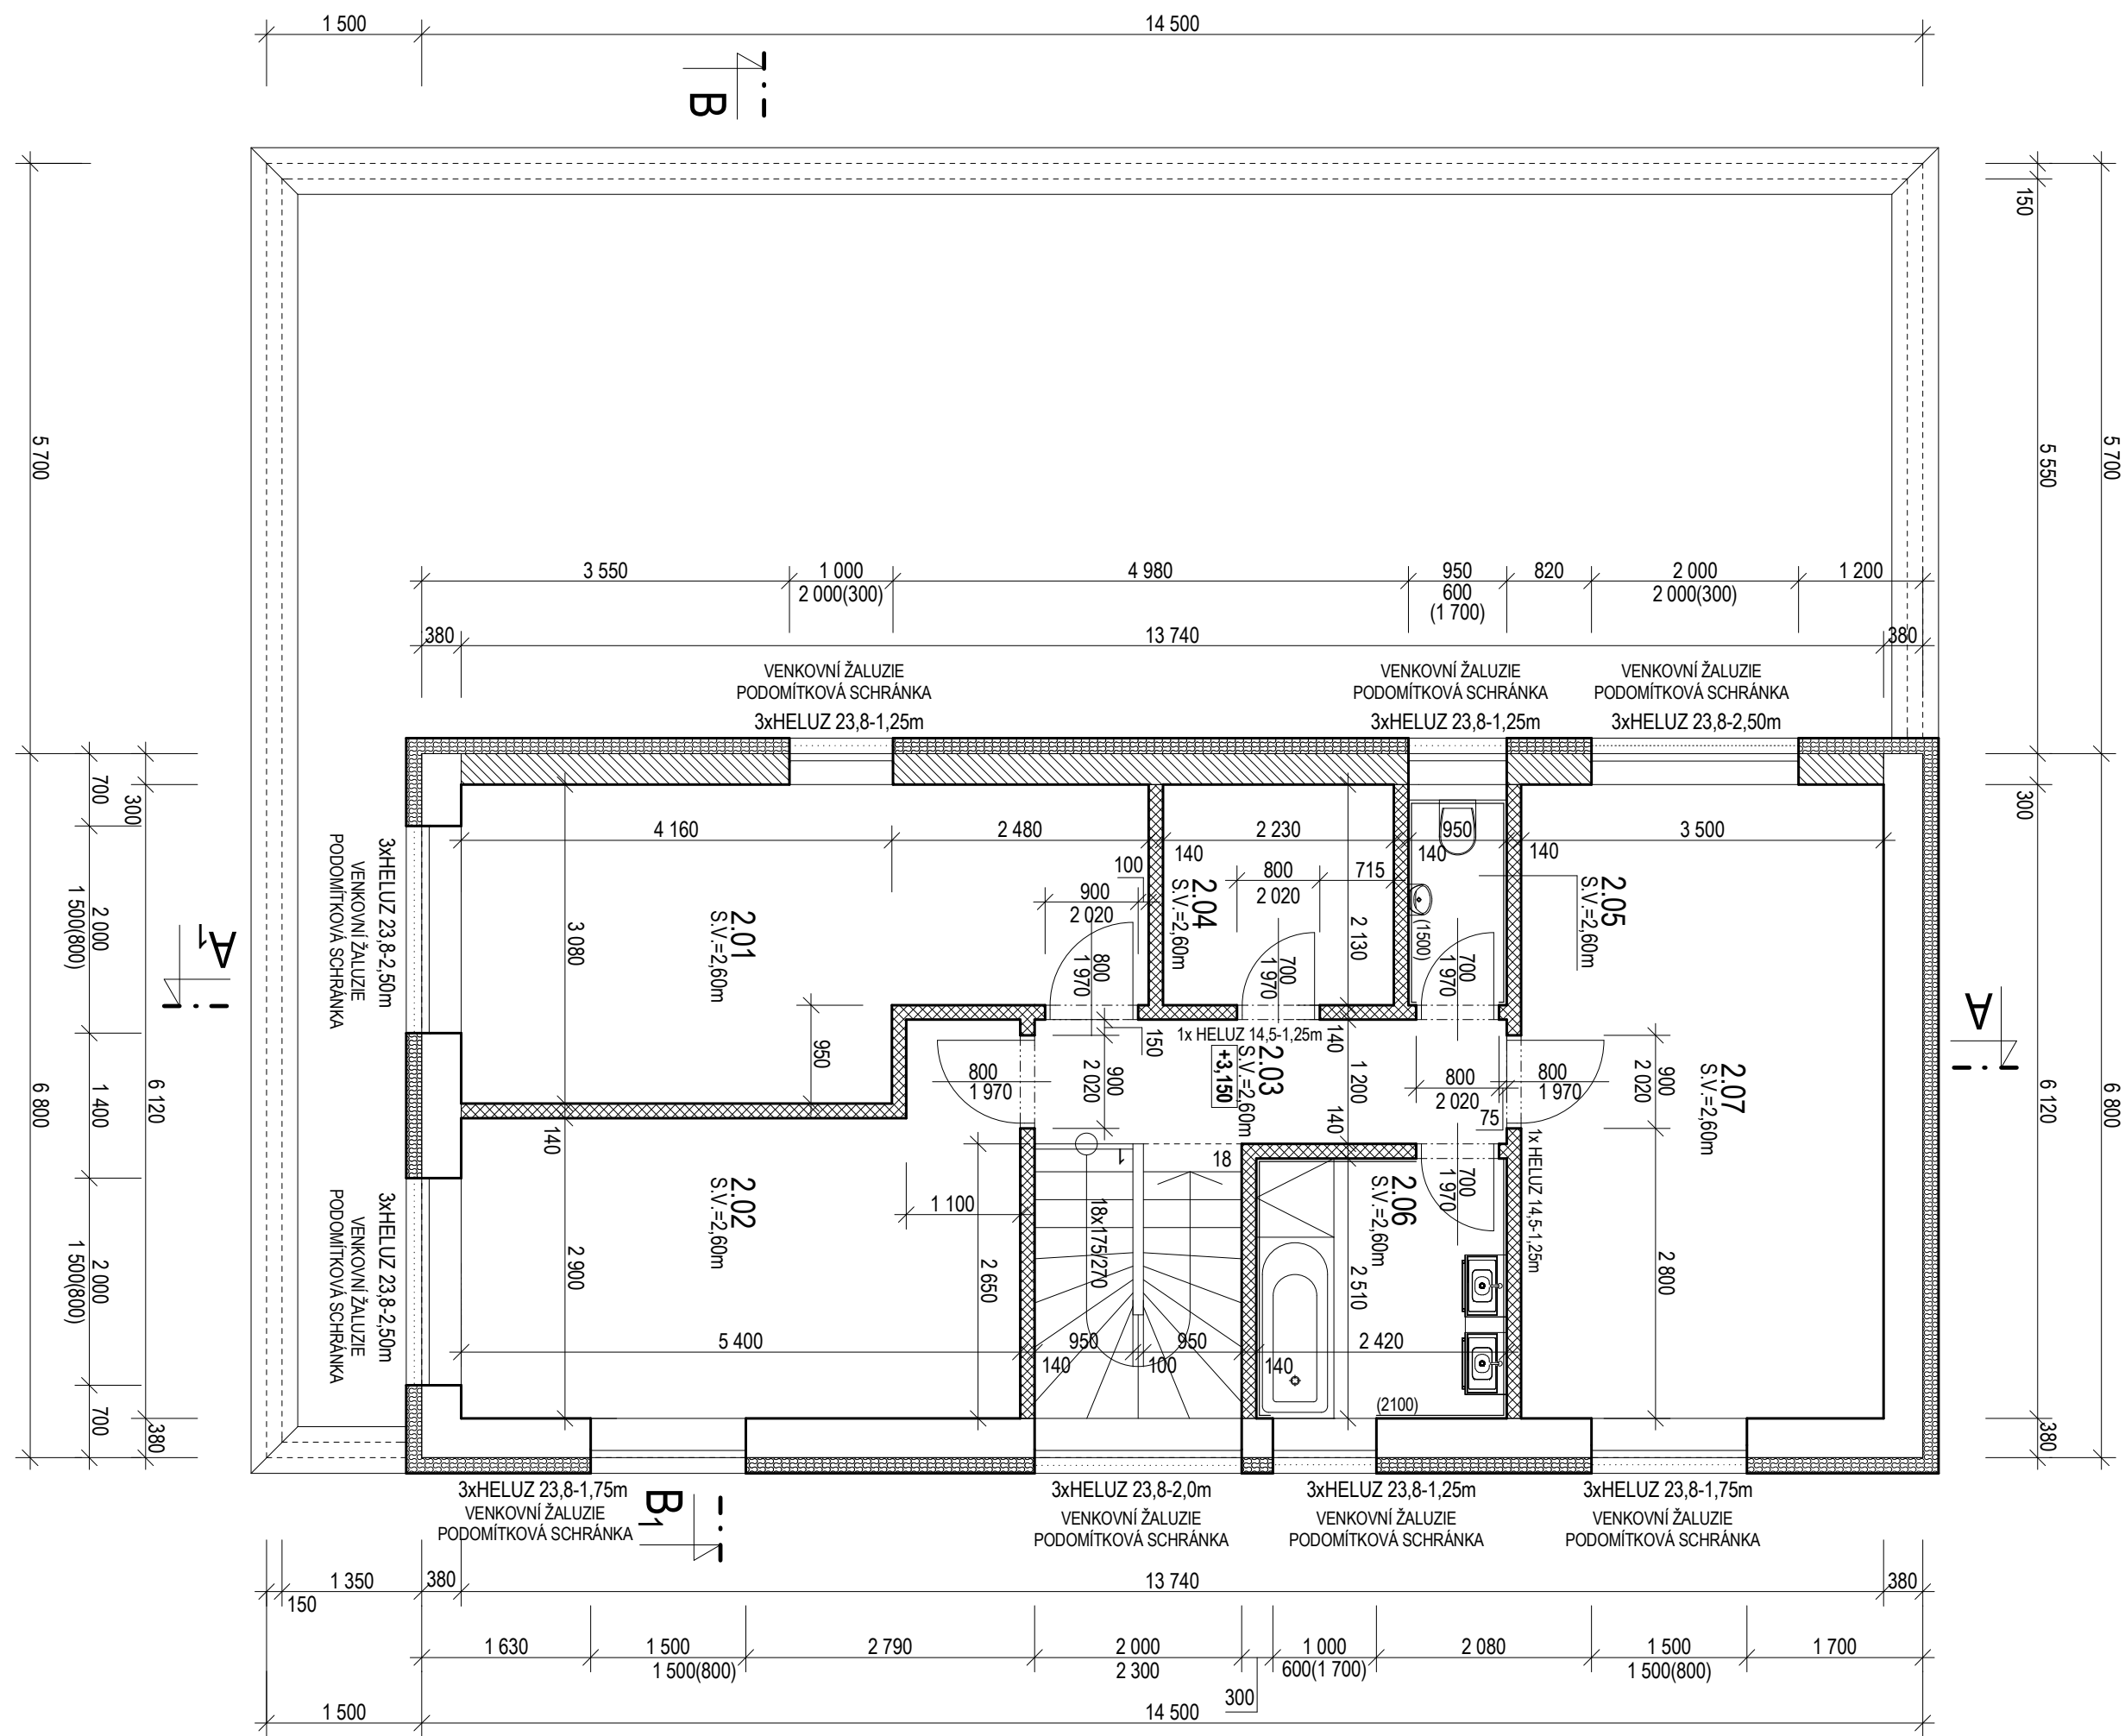 1 500
14 500
B
5 700
150
5 550
5 700
3 550
1 000
2 000(300)
4 980
950
600
(1 700)
820
2 000
2 000(300)
1 200
380
13 740
380
VENKOVNÍ ŽALUZIE
PODOMÍTKOVÁ SCHRÁNKA
3xHELUZ 23,8-1,25m
VENKOVNÍ ŽALUZIE
PODOMÍTKOVÁ SCHRÁNKA
3xHELUZ 23,8-1,25m
VENKOVNÍ ŽALUZIE
PODOMÍTKOVÁ SCHRÁNKA
3xHELUZ 23,8-2,50m
700
300
2 000
1 500(800)
1 400
6 120
6 800
2 000
1 500(800)
700
380
3xHELUZ 23,8-2,50m
VENKOVNÍ ŽALUZIE
PODOMÍTKOVÁ SCHRÁNKA
3xHELUZ 23,8-2,50m
VENKOVNÍ ŽALUZIE
PODOMÍTKOVÁ SCHRÁNKA
A1
A
300
6 120
6 800
380
4 160
2 480
140
2 230
140
950
140
3 500
100
900
2 020
800
2 020
715
3 080
2.01
S.V.=2,60m
2.04
S.V.=2,60m
2 130
(1500)
2.05
S.V.=2,60m
800
1 970
700
1 970
700
1 970
950
150
1x HELUZ 14,5-1,25m
140
2.03
S.V.=2,60m
+3,150
1 200
140
800
1 970
900
2 020
800
2 020
75
800
1 970
900
2 020
2.07
S.V.=2,60m
1x HELUZ 14,5-1,25m
140
2.02
S.V.=2,60m
1 100
2 900
2 650
1
18
18x175/270
2.06
S.V.=2,60m
700
1 970
2 510
2 800
5 400
140
950
100
950
140
2 420
(2100)
3xHELUZ 23,8-1,75m
VENKOVNÍ ŽALUZIE
PODOMÍTKOVÁ SCHRÁNKA
B1
3xHELUZ 23,8-2,0m
VENKOVNÍ ŽALUZIE
PODOMÍTKOVÁ SCHRÁNKA
3xHELUZ 23,8-1,25m
VENKOVNÍ ŽALUZIE
PODOMÍTKOVÁ SCHRÁNKA
3xHELUZ 23,8-1,75m
VENKOVNÍ ŽALUZIE
PODOMÍTKOVÁ SCHRÁNKA
150
1 350
380
13 740
380
1 630
1 500
1 500(800)
2 790
2 000
2 300
300
1 000
600(1 700)
2 080
1 500
1 500(800)
1 700
1 500
14 500